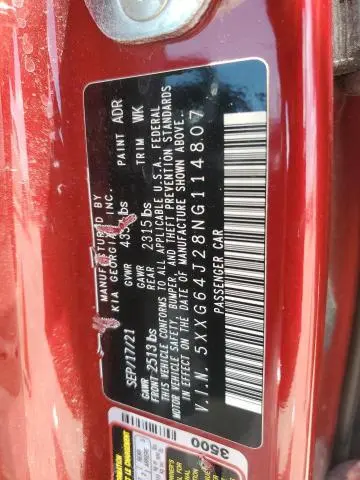 MANUFACTURED BY
KIA GEORGIA, INC.
PAINT ADR
SEP/17/21
GVWR lbs
TRIM WK
GAWR FRONT 2513 lbs
GAWR REAR 2315 lbs
THIS VEHICLE CONFORMS TO ALL APPLICABLE U.S.A. FEDERAL
MOTOR VEHICLE SAFETY, BUMPER, AND THEFT PREVENTION STANDARDS
IN EFFECT ON THE DATE OF MANUFACTURE SHOWN ABOVE.
V.I.N. 5XXG64J28NG114807
PASSENGER CAR
3500